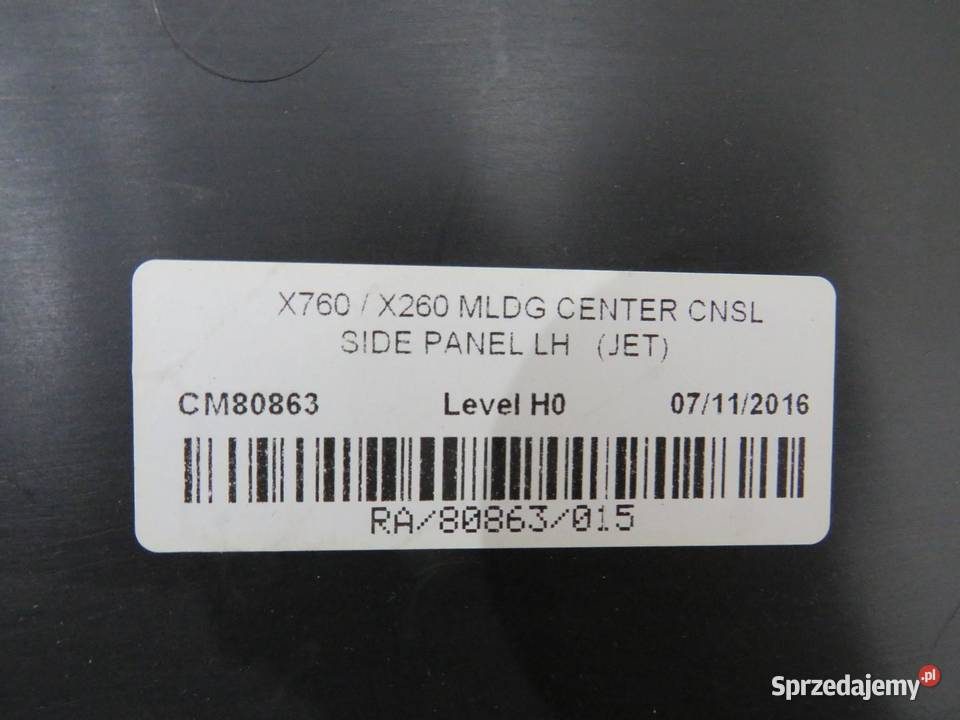 X760 / X260 MLDG CENTER CNSL
SIDE PANEL LH (JET)
CM80863 Level H0 07/11/2016
RA/80863/015
Sprzedajemy.pl